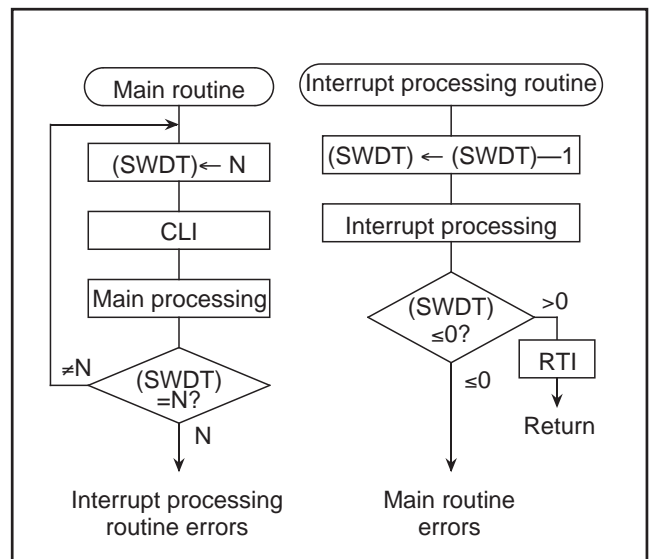 Main routine
(SWDT)← N
CLI
Main processing
≠N
(SWDT)
=N?
N
Interrupt processing
routine errors
Interrupt processing routine
(SWDT) ← (SWDT)—1
Interrupt processing
(SWDT)
≤0?
>0
RTI
Return
≤0
Main routine
errors